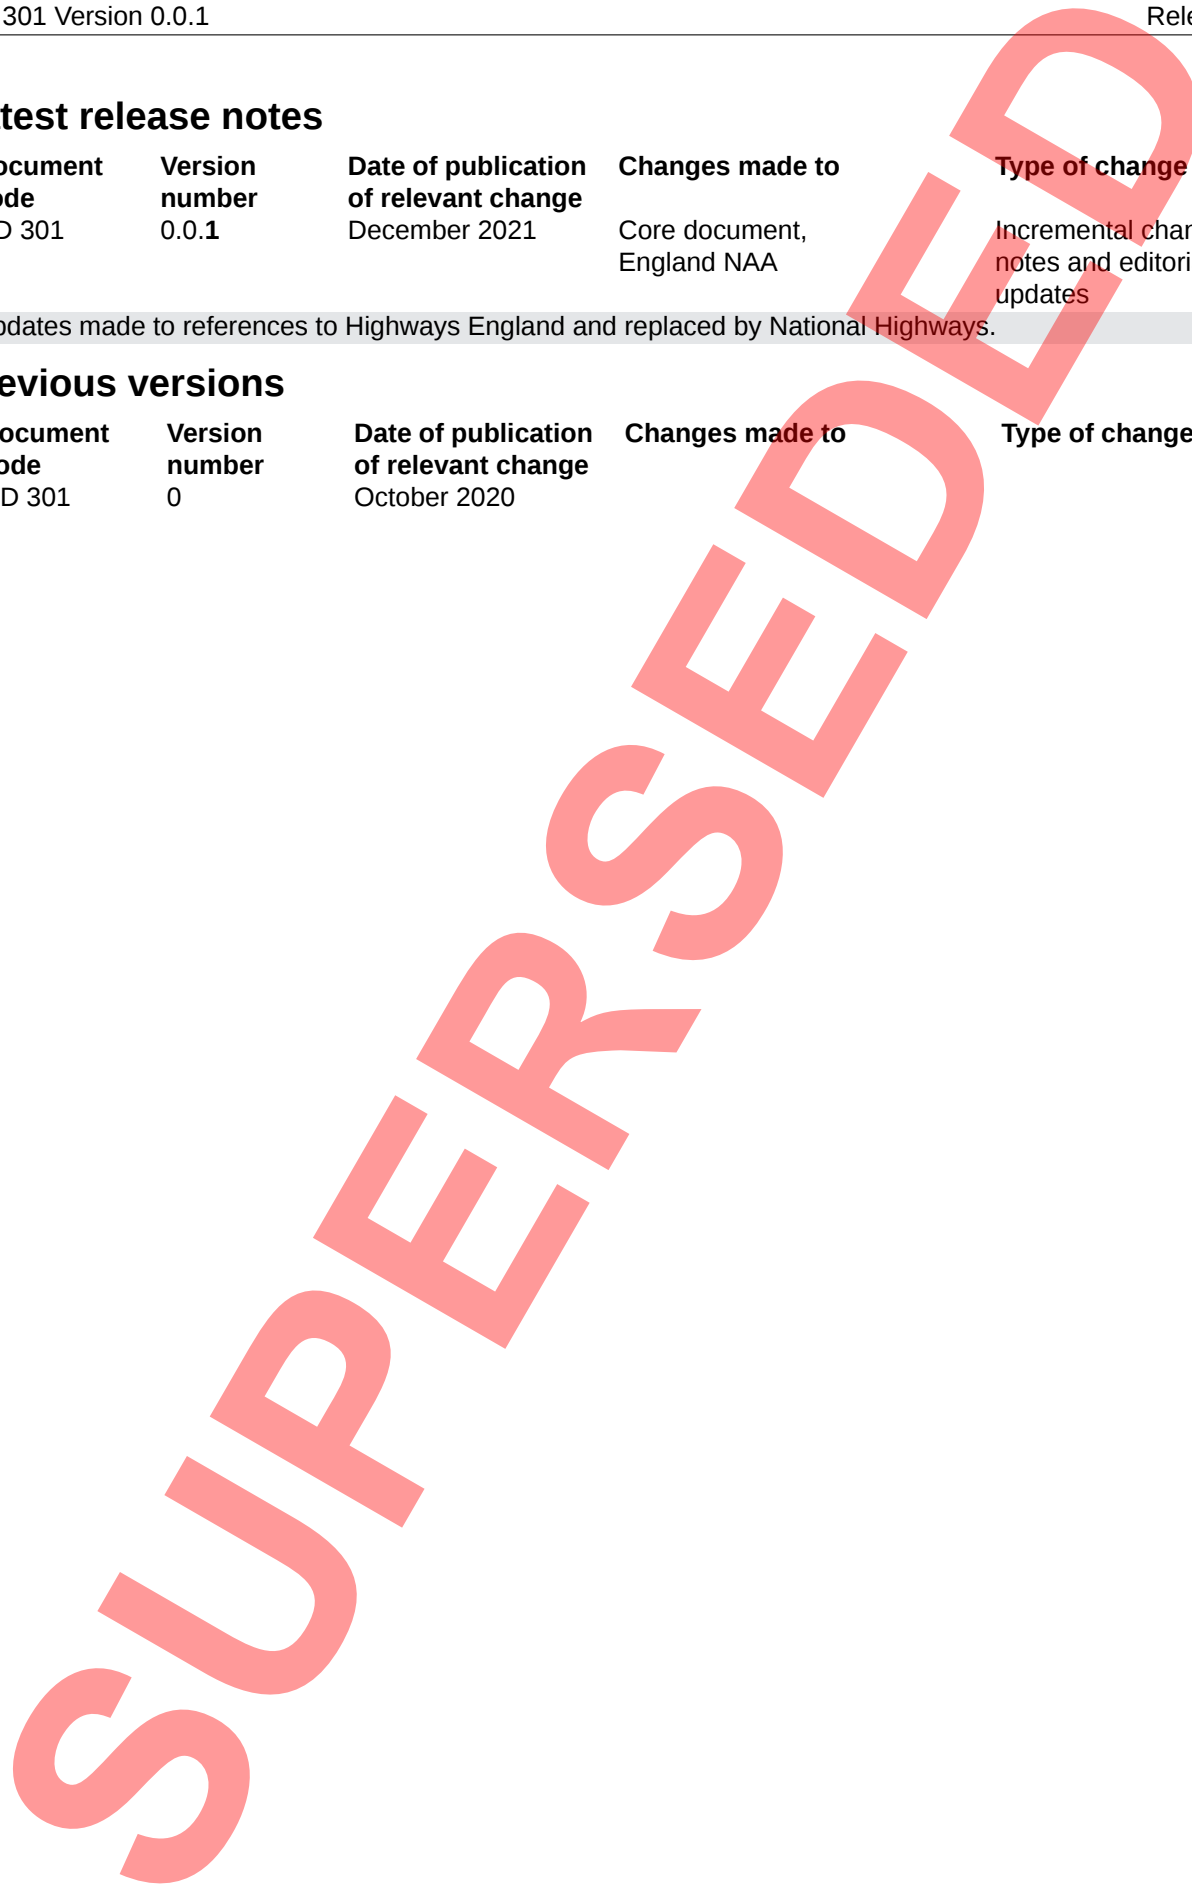 301 Version 0.0.1 Rele
test release notes
ocument Version Date of publication Changes made to Type of change
ode number of relevant change
D 301 0.0.1 December 2021 Core document, Incremental chan
England NAA notes and editori
updates
pdates made to references to Highways England and replaced by National Highways.
evious versions
ocument Version Date of publication Changes made to Type of change
ode number of relevant change
D 301 0 October 2020
SUPERSEDED